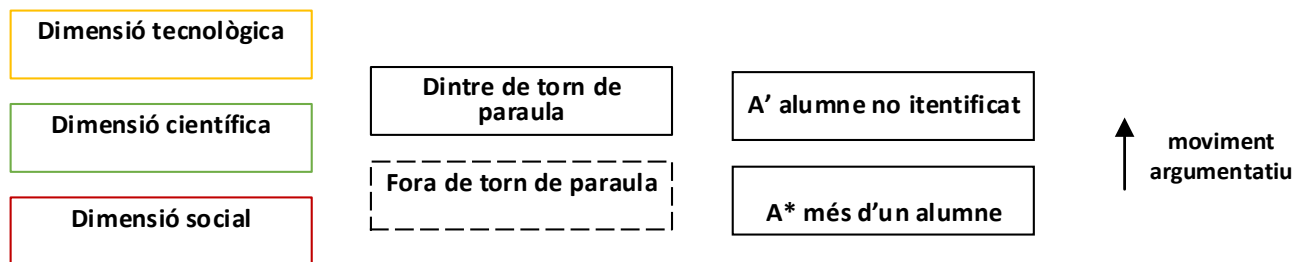 Dimensió tecnològica
Dimensió científica
Dimensió social
Dintre de torn de
paraula
Fora de torn de paraula
A’ alumne no itentificat
A* més d’un alumne
moviment
argumentatiu